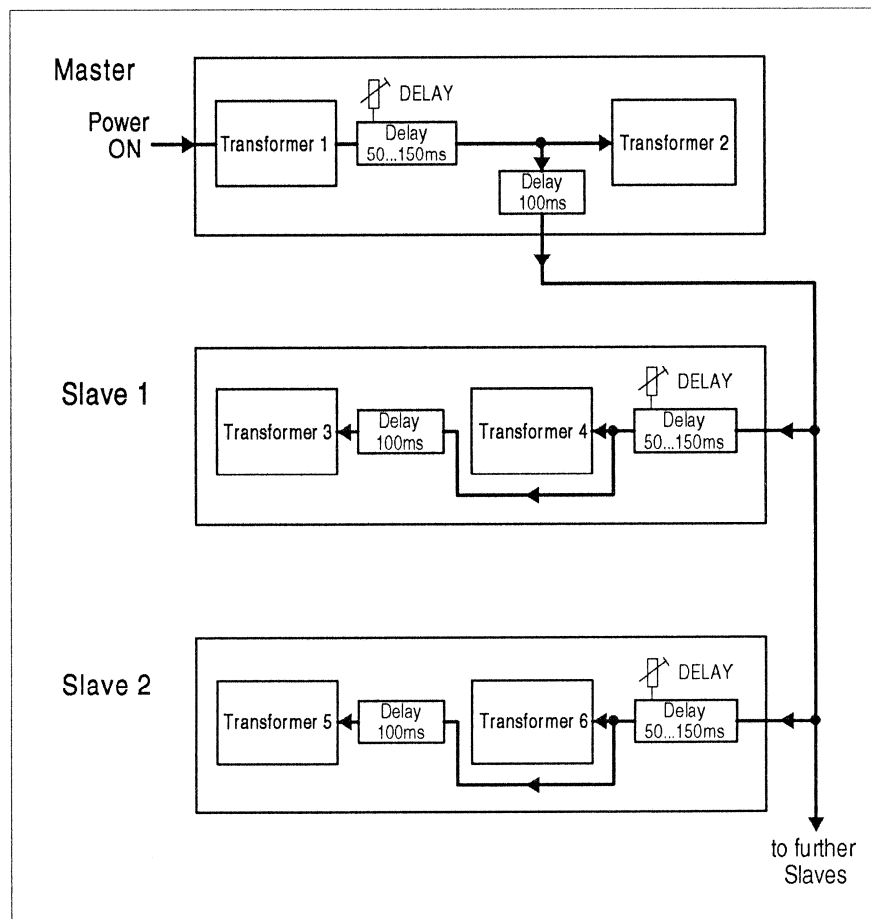 Master
Power
ON
Transformer 1
DELAY
Delay
50...150ms
Transformer 2
Delay
100ms
Slave 1
Transformer 3
Delay
100ms
Transformer 4
DELAY
Delay
50...150ms
Slave 2
Transformer 5
Delay
100ms
Transformer 6
DELAY
Delay
50...150ms
to further
Slaves